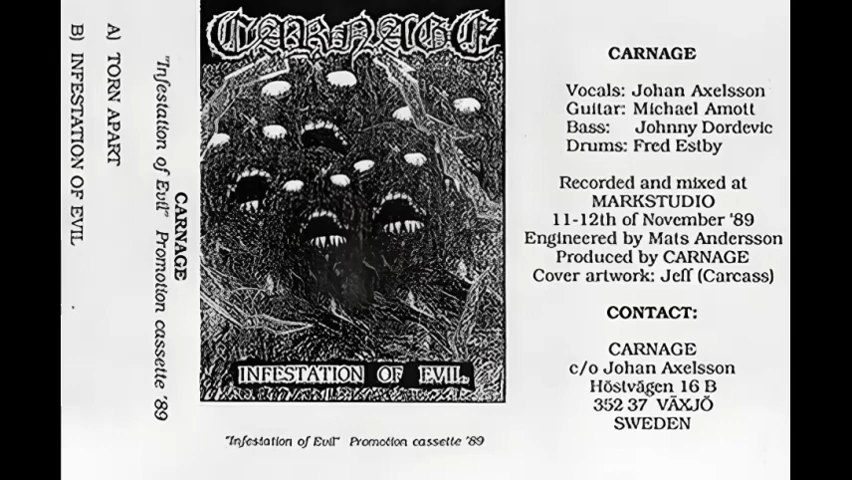 B) INFESTATION OF EVIL
A) TORN APART
"Infestation of Evil" Promotion cassette '89
CARNAGE
CARNAGE
INFESTATION OF EVIL
"Infestation of Evil" Promotion cassette '89
CARNAGE
Vocals: Johan Axelsson
Guitar: Michael Amott
Bass: Johnny Dordevic
Drums: Fred Estby
Recorded and mixed at
MARKSTUDIO
11-12th of November '89
Engineered by Mats Andersson
Produced by CARNAGE
Cover artwork: Jeff (Carcass)
CONTACT:
CARNAGE
c/o Johan Axelsson
Höstvägen 16 B
352 37 VÄXJÖ
SWEDEN